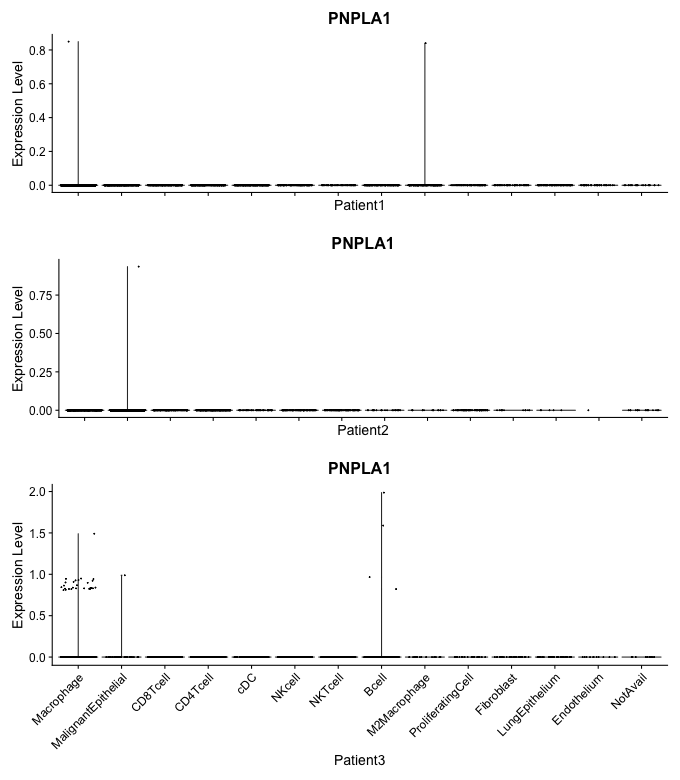 PNPLA1
Expression Level
0.8
0.6
0.4
0.2
0.0
Patient1
PNPLA1
Expression Level
0.75
0.50
0.25
0.00
Patient2
PNPLA1
Expression Level
2.0
1.5
1.0
0.5
0.0
Macrophage
MalignantEpithelial
CD8Tcell
CD4Tcell
cDC
NKcell
NKTcell
Bcell
M2Macrophage
ProliferatingCell
Fibroblast
LungEpithelium
Endothelium
NotAvail
Patient3